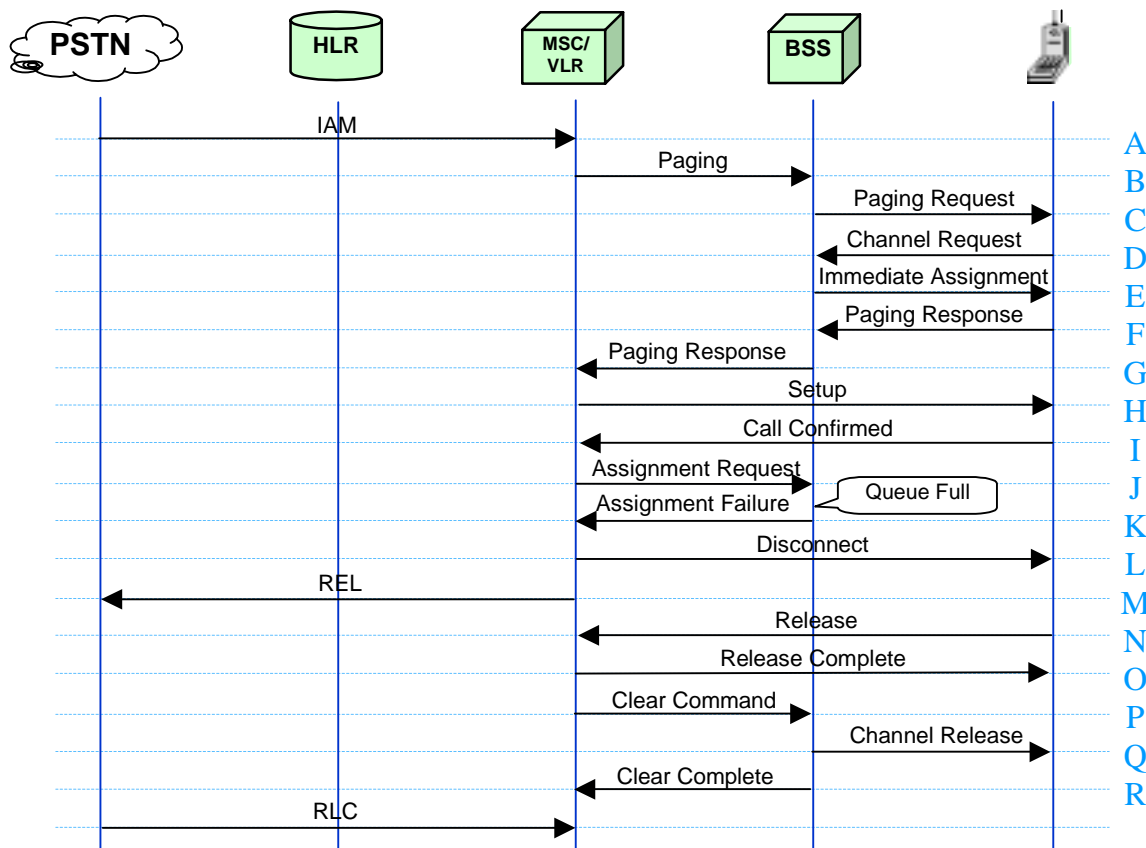 PSTN
HLR
MSC/
VLR
BSS
IAM
A
Paging
B
Paging Request
C
Channel Request
D
Immediate Assignment
E
Paging Response
F
Paging Response
G
Setup
H
Call Confirmed
I
Assignment Request
J
Queue Full
Assignment Failure
K
Disconnect
L
REL
M
Release
N
Release Complete
O
Clear Command
P
Channel Release
Q
Clear Complete
R
RLC